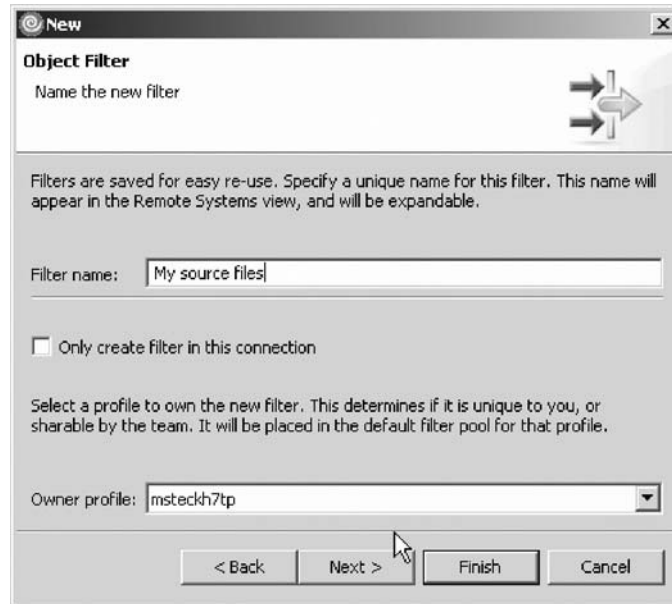 New
Object Filter
Name the new filter
Filters are saved for easy re-use. Specify a unique name for this filter. This name will
appear in the Remote Systems view, and will be expandable.
Filter name: My source files
Only create filter in this connection
Select a profile to own the new filter. This determines if it is unique to you, or
sharable by the team. It will be placed in the default filter pool for that profile.
Owner profile: msteckh7tp
< Back Next > Finish Cancel